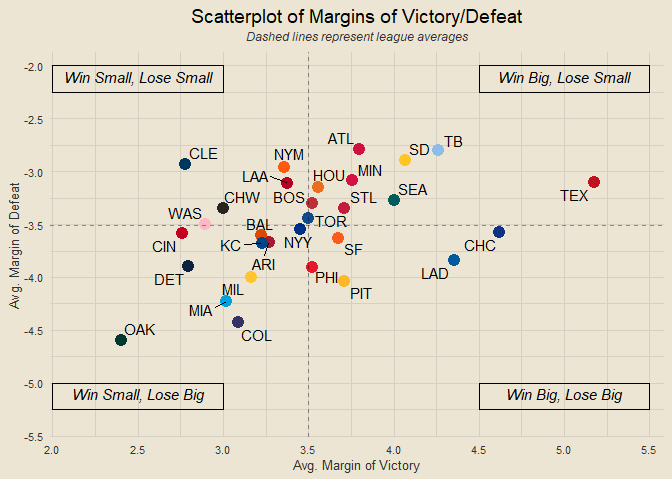 Scatterplot of Margins of Victory/Defeat
Dashed lines represent league averages
-2.0
Win Small, Lose Small
Win Big, Lose Small
-2.5
ATL
SD
TB
CLE
NYM
-3.0
LAA
HOU
MIN
TEX
CHW
BOS
STL
SEA
WAS
-3.5
BAL
TOR
CIN
KC
NYY
SF
CHC
ARI
DET
PHI
LAD
-4.0
MIL
PIT
MIA
OAK
COL
-4.5
-5.0
Win Small, Lose Big
Win Big, Lose Big
-5.5
2.0
2.5
3.0
3.5
4.0
4.5
5.0
5.5
Avg. Margin of Victory
Avg. Margin of Defeat